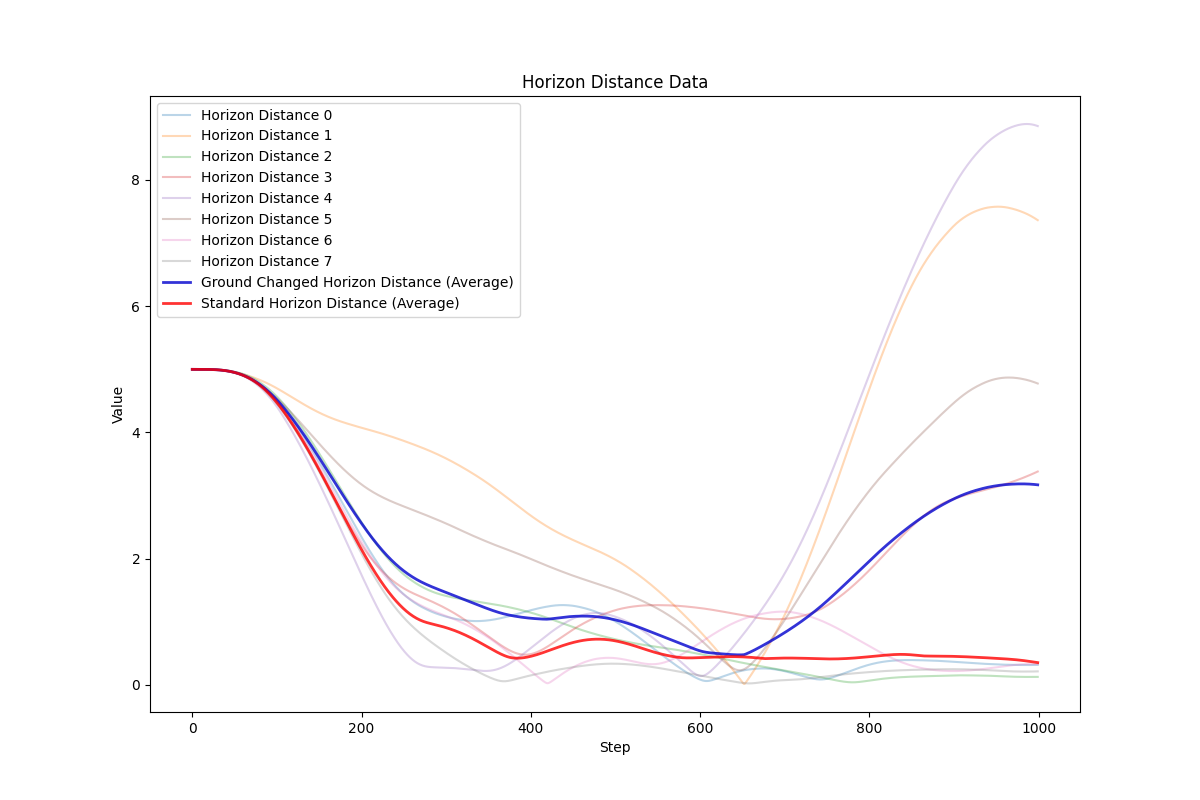 Horizon Distance Data
Horizon Distance 0
Horizon Distance 1
Horizon Distance 2
Horizon Distance 3
Horizon Distance 4
Horizon Distance 5
Horizon Distance 6
Horizon Distance 7
Ground Changed Horizon Distance (Average)
Standard Horizon Distance (Average)
Value
8
6
4
2
0
0 200 400 600 800 1000
Step